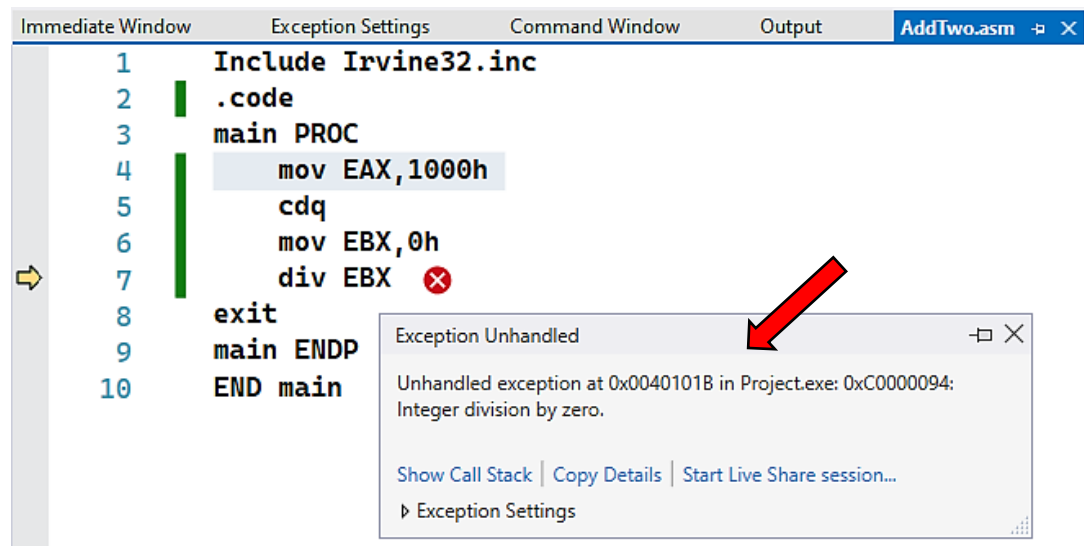 Immediate Window Exception Settings Command Window Output AddTwo.asm
1 Include Irvine32.inc
2 .code
3 main PROC
4 mov EAX,1000h
5 cdq
6 mov EBX,0h
7 div EBX
8 exit
9 main ENDP
10 END main
Exception Unhandled
Unhandled exception at 0x0040101B in Project.exe: 0xC0000094:
Integer division by zero.
Show Call Stack | Copy Details | Start Live Share session...
Exception Settings